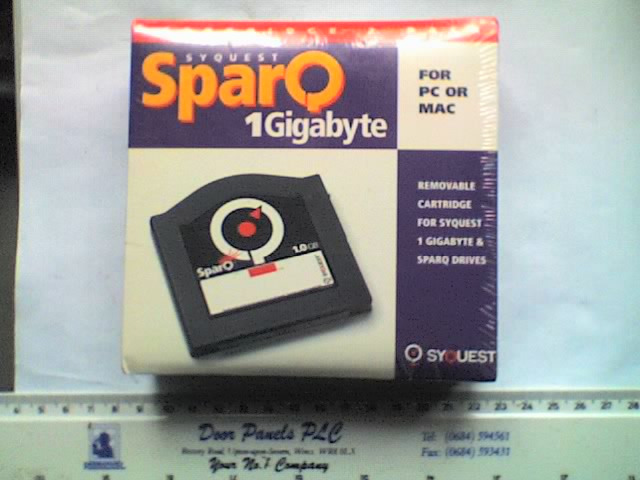 SYQUEST
SparQ
1Gigabyte
FOR
PC OR
MAC
REMOVABLE
CARTRIDGE
FOR SYQUEST
1 GIGABYTE &
SPARQ DRIVES
1.0 GB
SparQ
SYQUEST
Door Panels PLC
Tel: (0684) 594561
Fax: (0684) 593431
Your No.1 Company